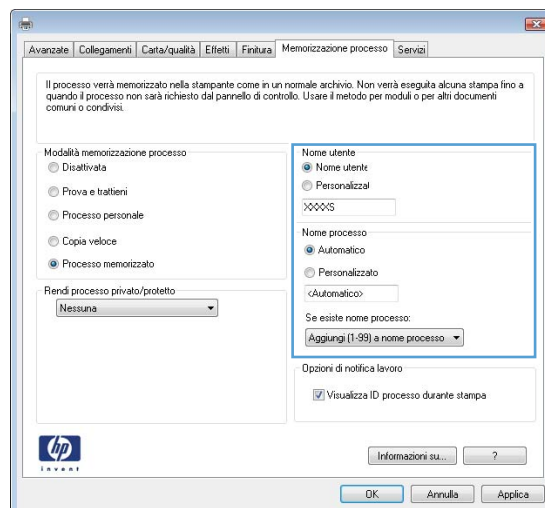 Avanzate Collegamenti Carta/qualità Effetti Finitura Memorizzazione processo Servizi
Il processo verrà memorizzato nella stampante come in un normale archivio. Non verrà eseguita alcuna stampa fino a
quando il processo non sarà richiesto dal pannello di controllo. Usare il metodo per moduli o per altri documenti
comuni o condivisi.
Modalità memorizzazione processo
Disattivata
Prova e trattieni
Processo personale
Copia veloce
Processo memorizzato
Rendi processo privato/protetto
Nessuna
Nome utente
Nome utente
Personalizzal
XXXXS
Nome processo
Automatico
Personalizzato
<Automatico>
Se esiste nome processo:
Aggiungi (1-99) a nome processo
Opzioni di notifica lavoro
Visualizza ID processo durante stampa
hp
invent
Informazioni su... ?
OK Annulla Applica